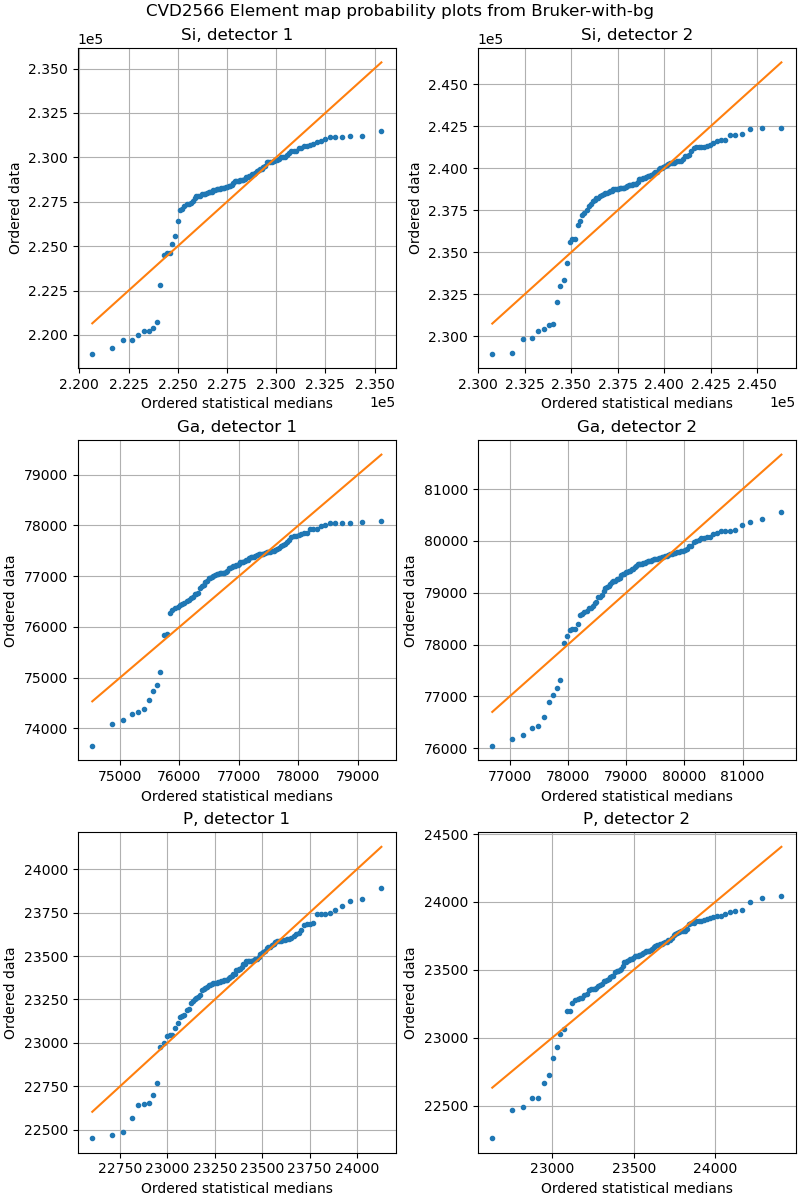 CVD2566 Element map probability plots from Bruker-with-bg
Si, detector 1
1e5
2.350
2.325
2.300
2.275
2.250
2.225
2.200
Ordered data
2.200 2.225 2.250 2.275 2.300 2.325 2.350
Ordered statistical medians
1e5
Si, detector 2
1e5
2.450
2.425
2.400
2.375
2.350
2.325
2.300
Ordered data
2.300 2.325 2.350 2.375 2.400 2.425 2.450
Ordered statistical medians
1e5
Ga, detector 1
79000
78000
77000
76000
75000
74000
Ordered data
75000 76000 77000 78000 79000
Ordered statistical medians
Ga, detector 2
81000
80000
79000
78000
77000
76000
Ordered data
77000 78000 79000 80000 81000
Ordered statistical medians
P, detector 1
24000
23750
23500
23250
23000
22750
22500
Ordered data
22750 23000 23250 23500 23750 24000
Ordered statistical medians
P, detector 2
24500
24000
23500
23000
22500
Ordered data
23000 23500 24000
Ordered statistical medians